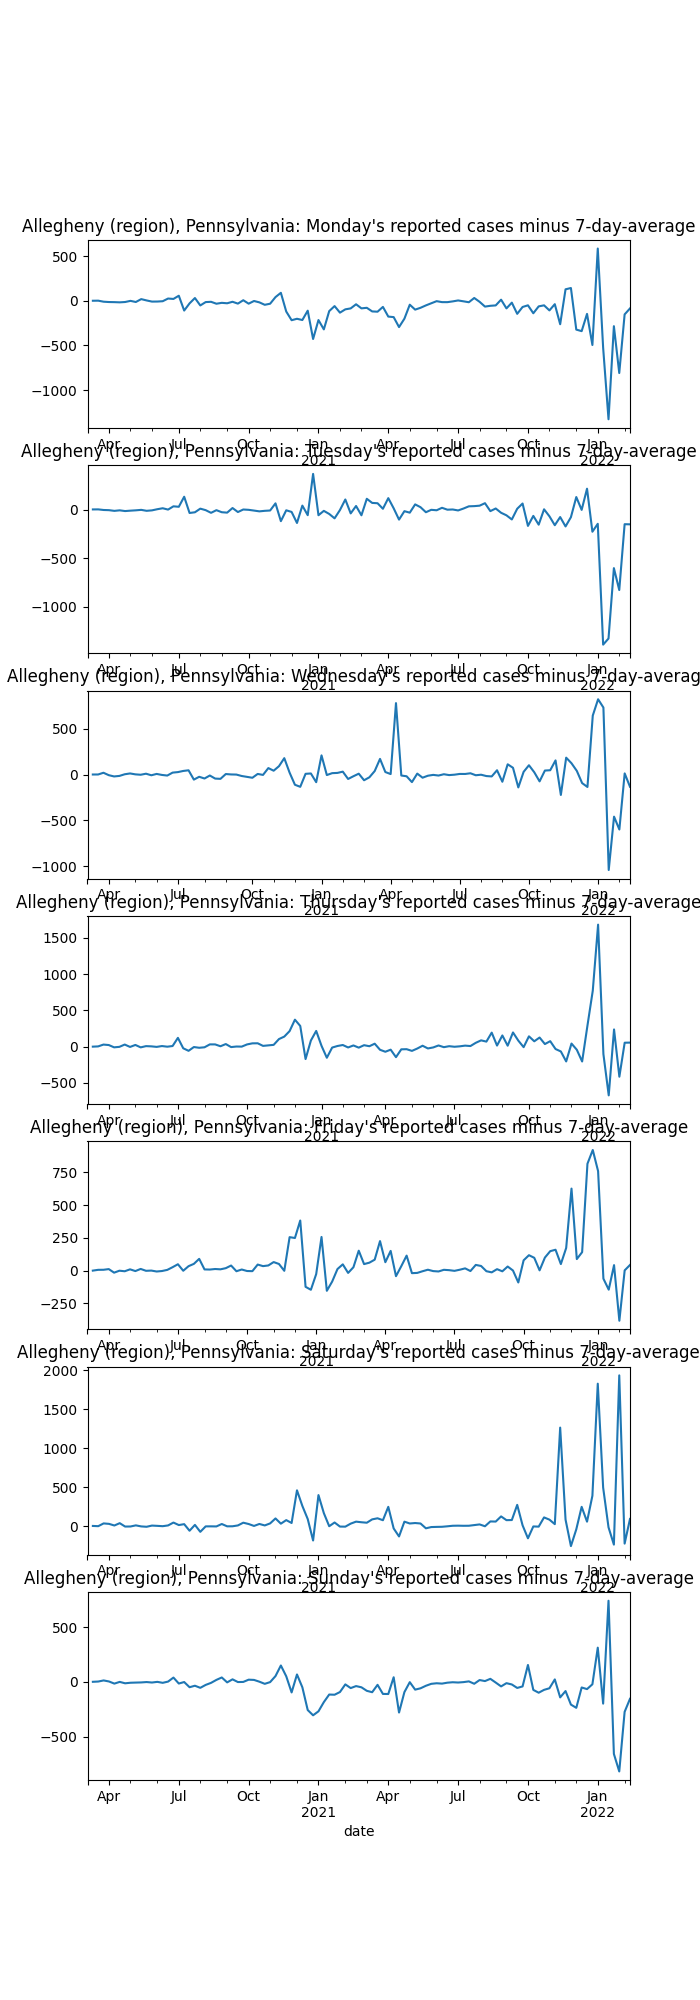 Allegheny (region), Pennsylvania: Monday's reported cases minus 7-day-average
500
0
−500
−1000
Apr Jul Oct Jan Apr Jul Oct Jan
2021 2022
Allegheny (region), Pennsylvania: Tuesday's reported cases minus 7-day-average
0
−500
−1000
Apr Jul Oct Jan Apr Jul Oct Jan
2021 2022
Allegheny (region), Pennsylvania: Wednesday's reported cases minus 7-day-averag
500
0
−500
−1000
Apr Jul Oct Jan Apr Jul Oct Jan
2021 2022
Allegheny (region), Pennsylvania: Thursday's reported cases minus 7-day-average
1500
1000
500
0
−500
Apr Jul Oct Jan Apr Jul Oct Jan
2021 2022
Allegheny (region), Pennsylvania: Friday's reported cases minus 7-day-average
750
500
250
0
−250
Apr Jul Oct Jan Apr Jul Oct Jan
2021 2022
Allegheny (region), Pennsylvania: Saturday's reported cases minus 7-day-average
2000
1500
1000
500
0
Apr Jul Oct Jan Apr Jul Oct Jan
2021 2022
Allegheny (region), Pennsylvania: Sunday's reported cases minus 7-day-average
500
0
−500
Apr Jul Oct Jan Apr Jul Oct Jan
2021 2022
date